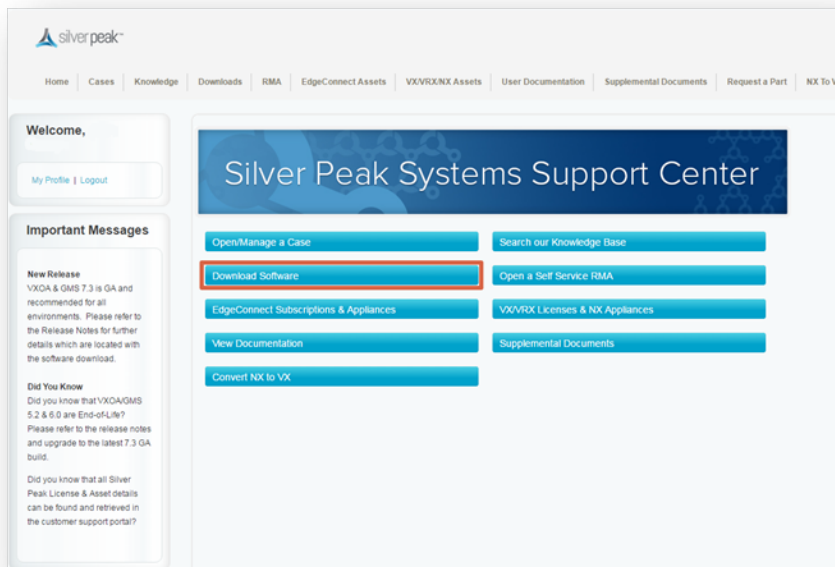 silver peak™
Home Cases Knowledge Downloads RMA EdgeConnect Assets VX/VRX/NX Assets User Documentation Supplemental Documents Request a Part NX To V
Welcome,
My Profile | Logout
Important Messages
New Release
VXOA & GMS 7.3 is GA and
recommended for all
environments. Please refer to
the Release Notes for further
details which are located with
the software download.
Did You Know
Did you know that VXOA/GMS
5.2 & 6.0 are End-of-Life?
Please refer to the release notes
and upgrade to the latest 7.3 GA
build.
Did you know that all Silver
Peak License & Asset details
can be found and retrieved in
the customer support portal?
Silver Peak Systems Support Center
Open/Manage a Case
Search our Knowledge Base
Download Software
Open a Self Service RMA
EdgeConnect Subscriptions & Appliances
VX/VRX Licenses & NX Appliances
View Documentation
Supplemental Documents
Convert NX to VX